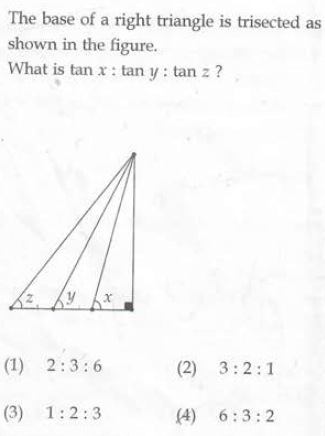 The base of a right triangle is trisected as
shown in the figure.
What is tan x : tan y : tan z ?
z y x
(1) 2 : 3 : 6 (2) 3 : 2 : 1
(3) 1 : 2 : 3 (4) 6 : 3 : 2